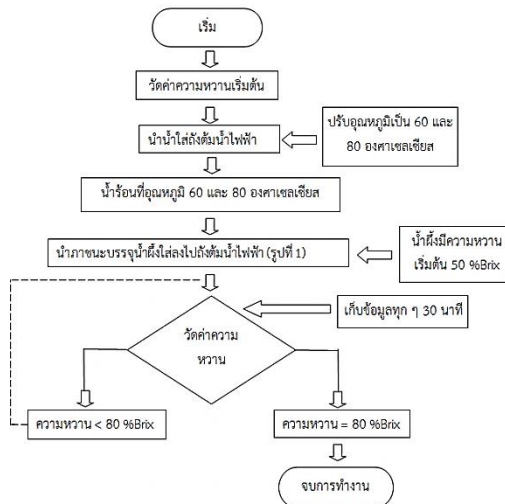 เริ่ม
วัดค่าความหวานเริ่มต้น
นำน้ำใส่ถังต้มน้ำไฟฟ้า
ปรับอุณหภูมิเป็น 60 และ
80 องศาเซลเซียส
น้ำร้อนที่อุณหภูมิ 60 และ 80 องศาเซลเซียส
นำภาชนะบรรจุน้ำผึ้งใส่ลงไปถังต้มน้ำไฟฟ้า (รูปที่ 1)
น้ำผึ้งมีความหวาน
เริ่มต้น 50 %Brix
เก็บข้อมูลทุก ๆ 30 นาที
วัดค่าความ
หวาน
ความหวาน < 80 %Brix
ความหวาน = 80 %Brix
จบการทำงาน